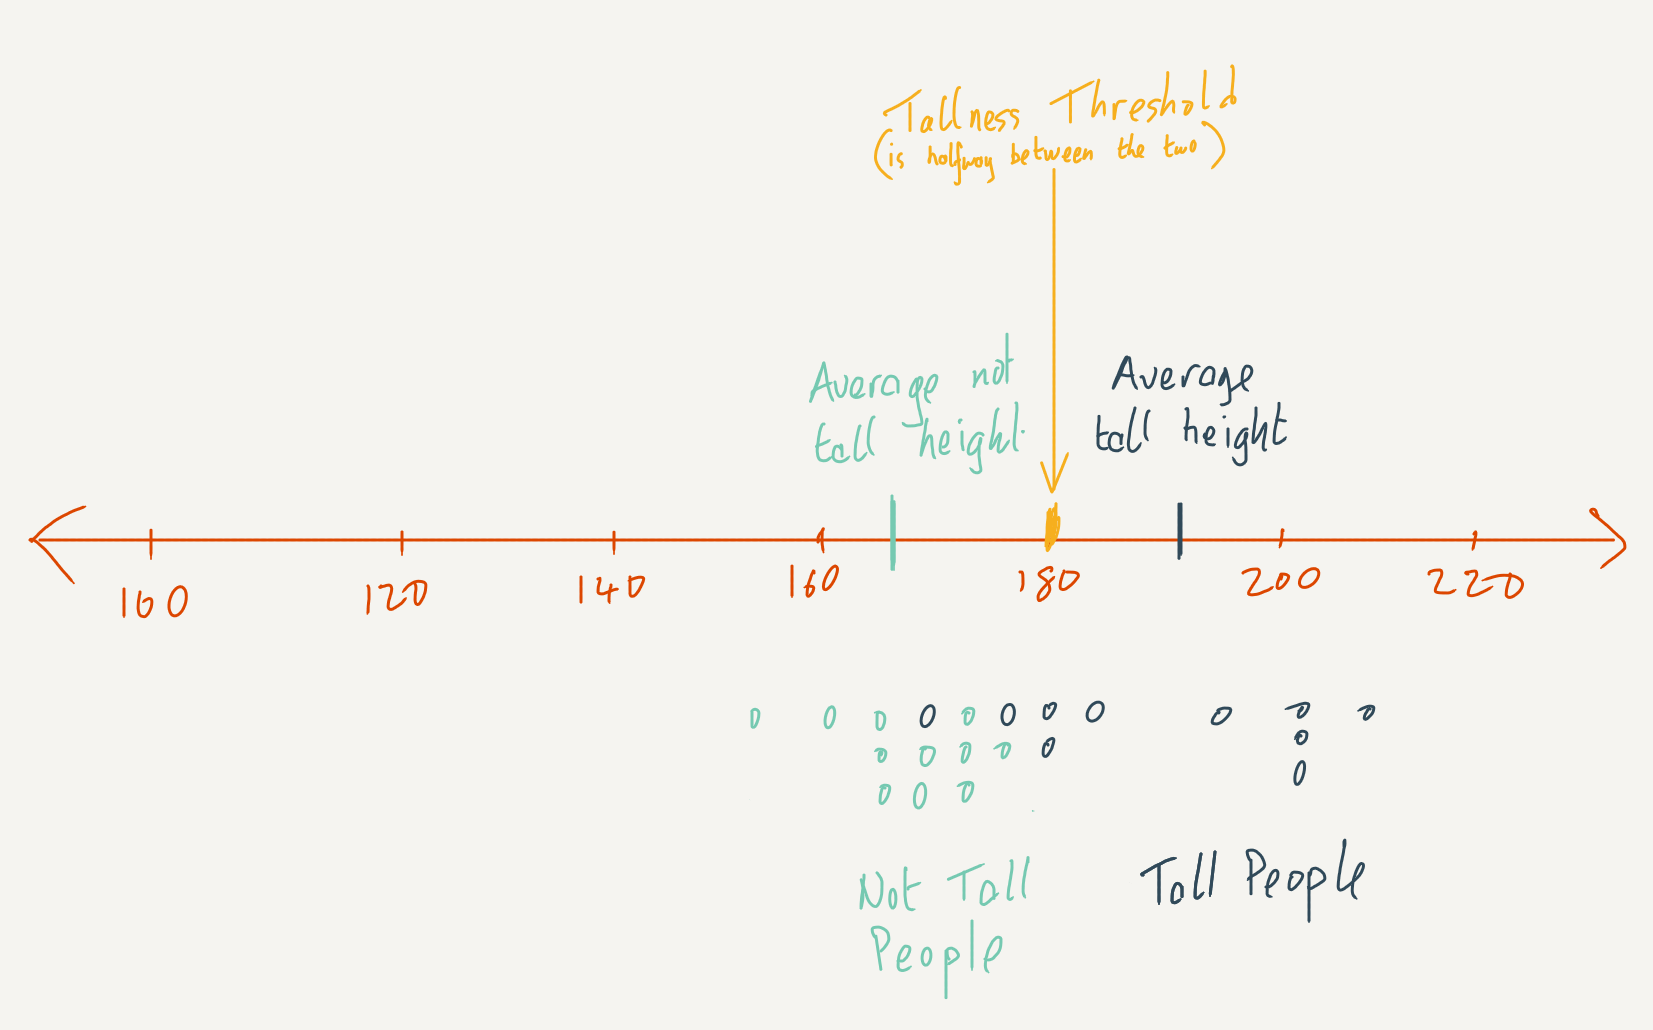 Tallness Threshold
(is halfway between the two)
Average not
tall height
Average
tall height
100 120 140 160 180 200 220
Not Tall
People
Tall People